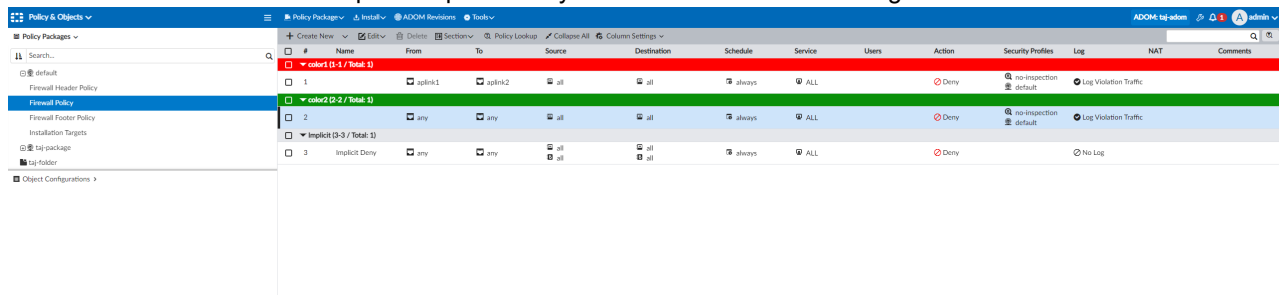 Policy & Objects
Policy Package Install ADOM Revisions Tools
ADOM: taj-adom 1 A admin
Policy Packages
Create New Edit Delete Section Policy Lookup Collapse All Column Settings
Search...
# Name From To Source Destination Schedule Service Users Action Security Profiles Log NAT Comments
default
Firewall Header Policy
Firewall Policy
Firewall Footer Policy
Installation Targets
taj-package
taj-folder
Object Configurations >
color1 (1-1 / Total: 1)
1 aplink1 aplink2 all all always ALL Deny no-inspection Log Violation Traffic
default
color2 (2-2 / Total: 1)
2 any any all all always ALL Deny no-inspection Log Violation Traffic
default
Implicit (3-3 / Total: 1)
3 Implicit Deny any any all all always ALL Deny No Log
all all